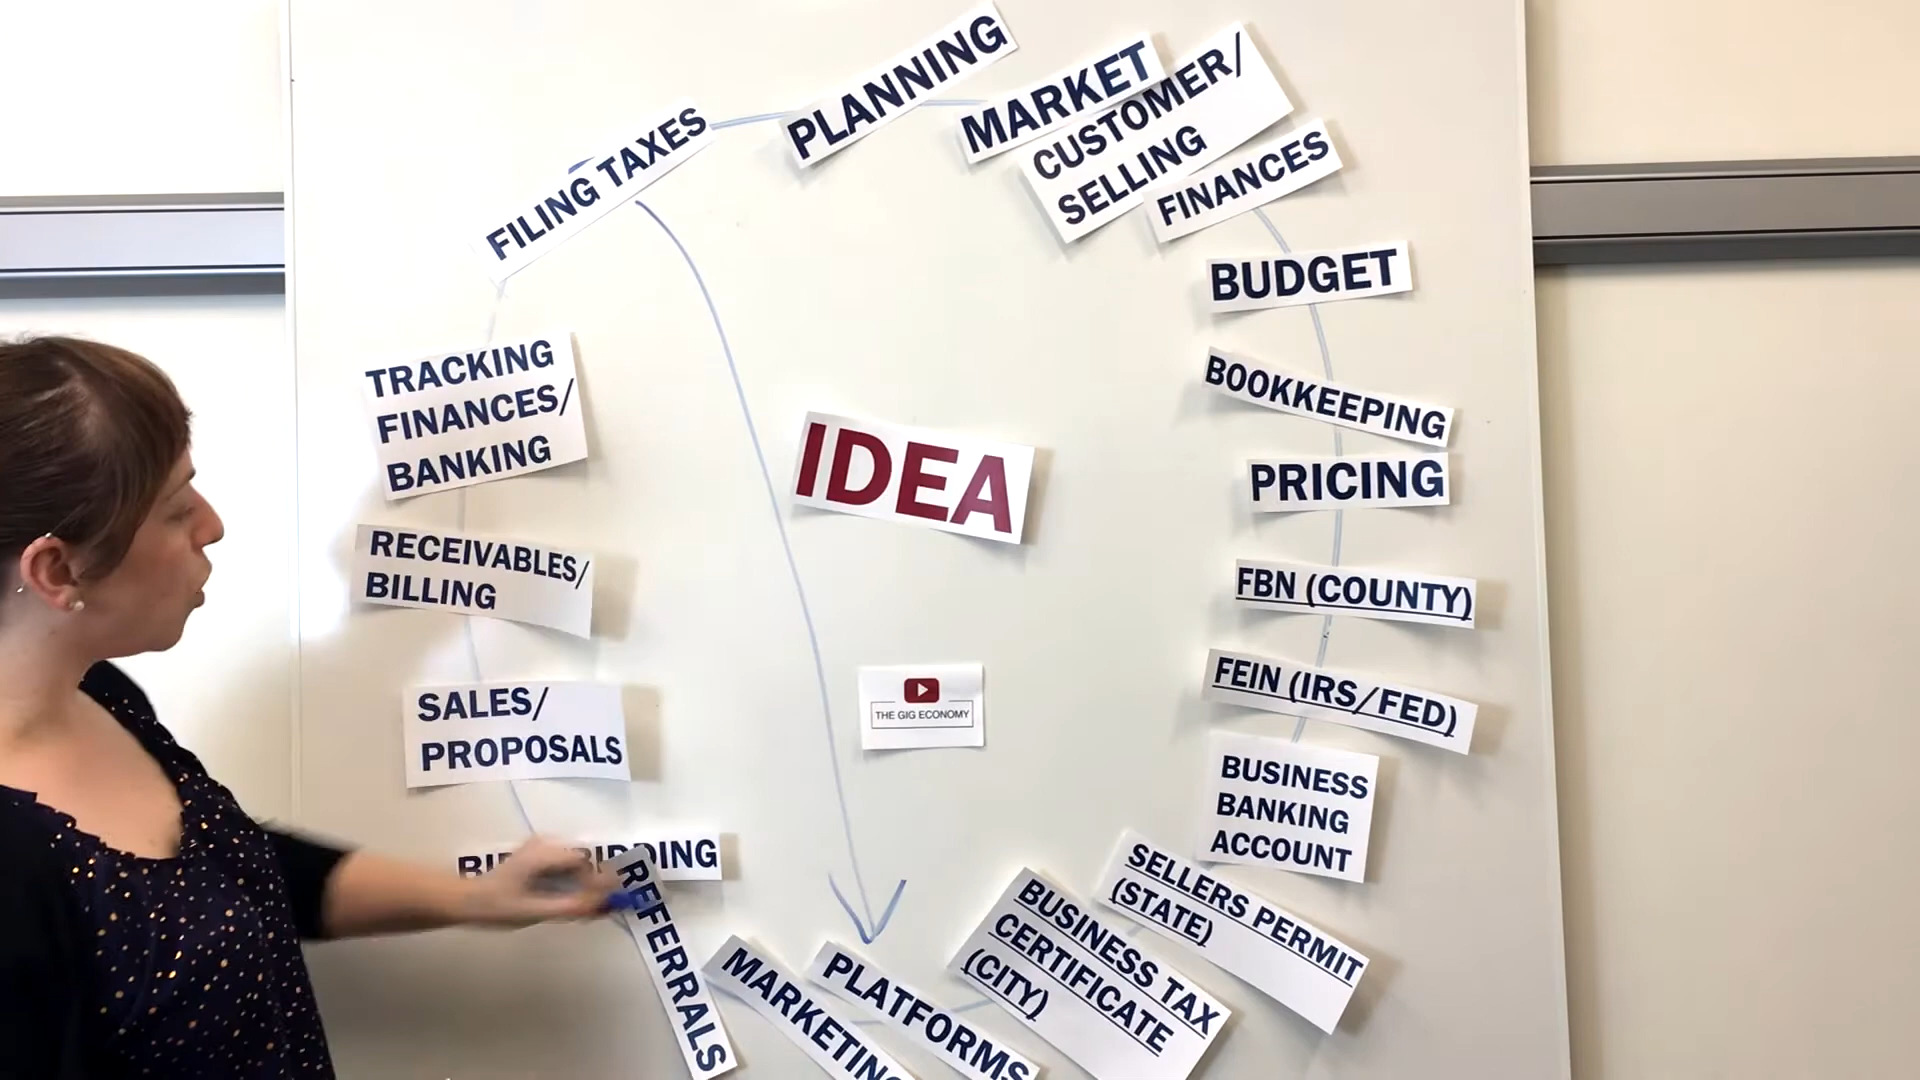 PLANNING
MARKET
CUSTOMER/
SELLING
FINANCES
BUDGET
BOOKKEEPING
PRICING
FBN (COUNTY)
FEIN (IRS/FED)
BUSINESS
BANKING
ACCOUNT
SELLERS PERMIT
(STATE)
BUSINESS TAX
CERTIFICATE
(CITY)
PLATFORMS
MARKETING
REFERRALS
SALES/
PROPOSALS
RECEIVABLES/
BILLING
TRACKING
FINANCES/
BANKING
FILING TAXES
IDEA
THE GIG ECONOMY